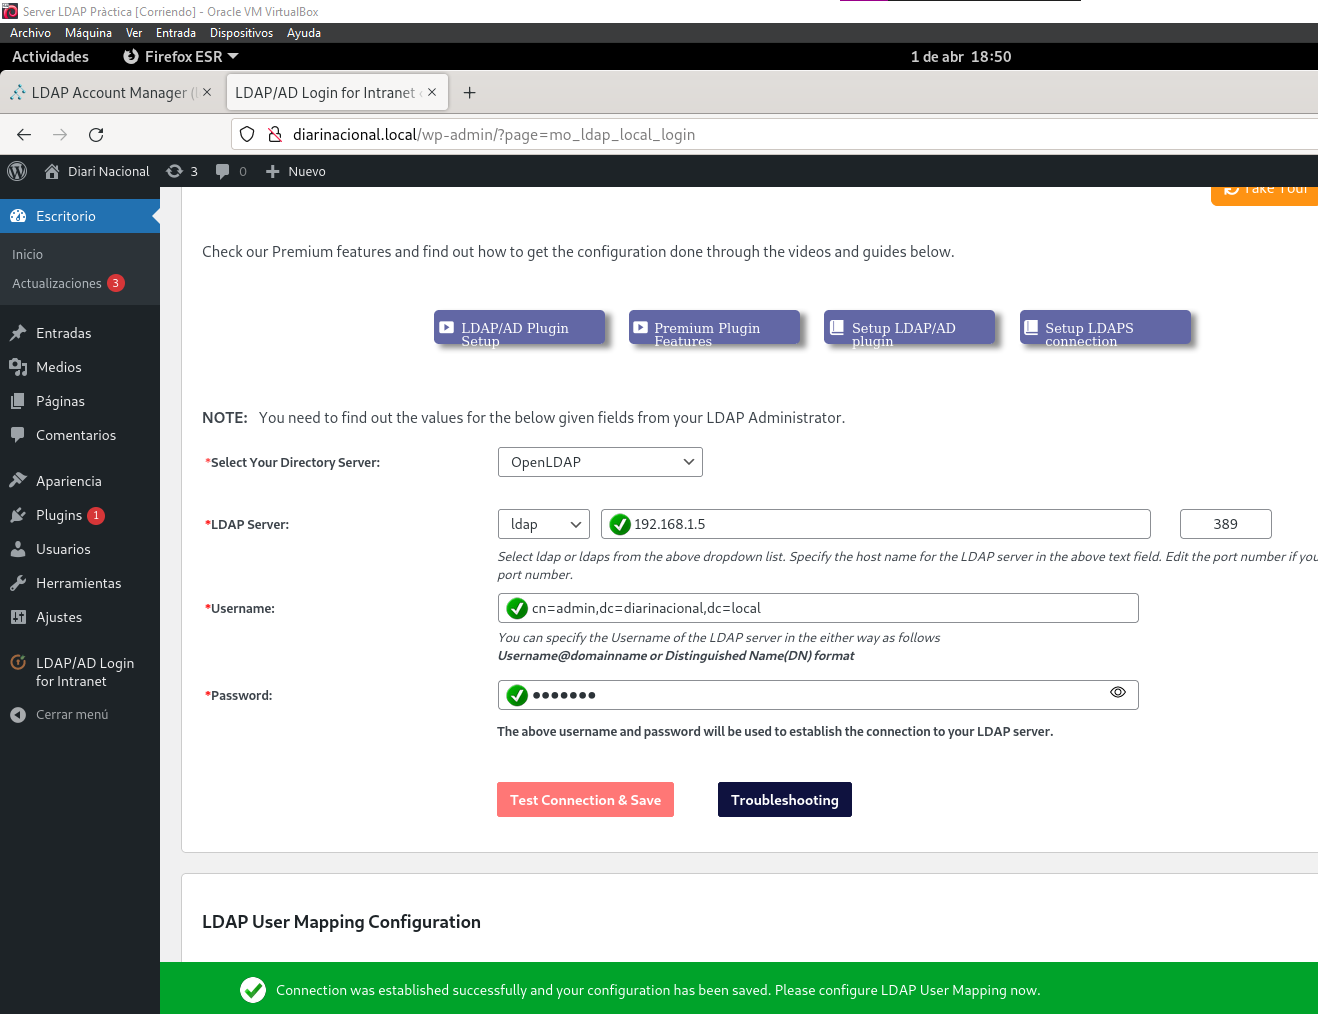 Server LDAP Pràctica [Corriendo] - Oracle VM VirtualBox
Archivo Máquina Ver Entrada Dispositivos Ayuda
Actividades Firefox ESR 1 de abr 18:50
LDAP Account Manager ( LDAP/AD Login for Intranet
diarinacional.local/wp-admin/?page=mo_ldap_local_login
Diari Nacional 3 0 Nuevo
Take Tour
Escritorio
Inicio
Actualizaciones 3
Entradas
Medios
Páginas
Comentarios
Apariencia
Plugins 1
Usuarios
Herramientas
Ajustes
LDAP/AD Login
for Intranet
Cerrar menú
Check our Premium features and find out how to get the configuration done through the videos and guides below.
LDAP/AD Plugin
Setup
Premium Plugin
Features
Setup LDAP/AD
plugin
Setup LDAPS
connection
NOTE: You need to find out the values for the below given fields from your LDAP Administrator.
*Select Your Directory Server: OpenLDAP
*LDAP Server: ldap 192.168.1.5 389
Select ldap or ldaps from the above dropdown list. Specify the host name for the LDAP server in the above text field. Edit the port number if you
port number.
*Username: cn=admin,dc=diarinacional,dc=local
You can specify the Username of the LDAP server in the either way as follows
Username@domainname or Distinguished Name(DN) format
*Password: •••••••
The above username and password will be used to establish the connection to your LDAP server.
Test Connection & Save Troubleshooting
LDAP User Mapping Configuration
Connection was established successfully and your configuration has been saved. Please configure LDAP User Mapping now.